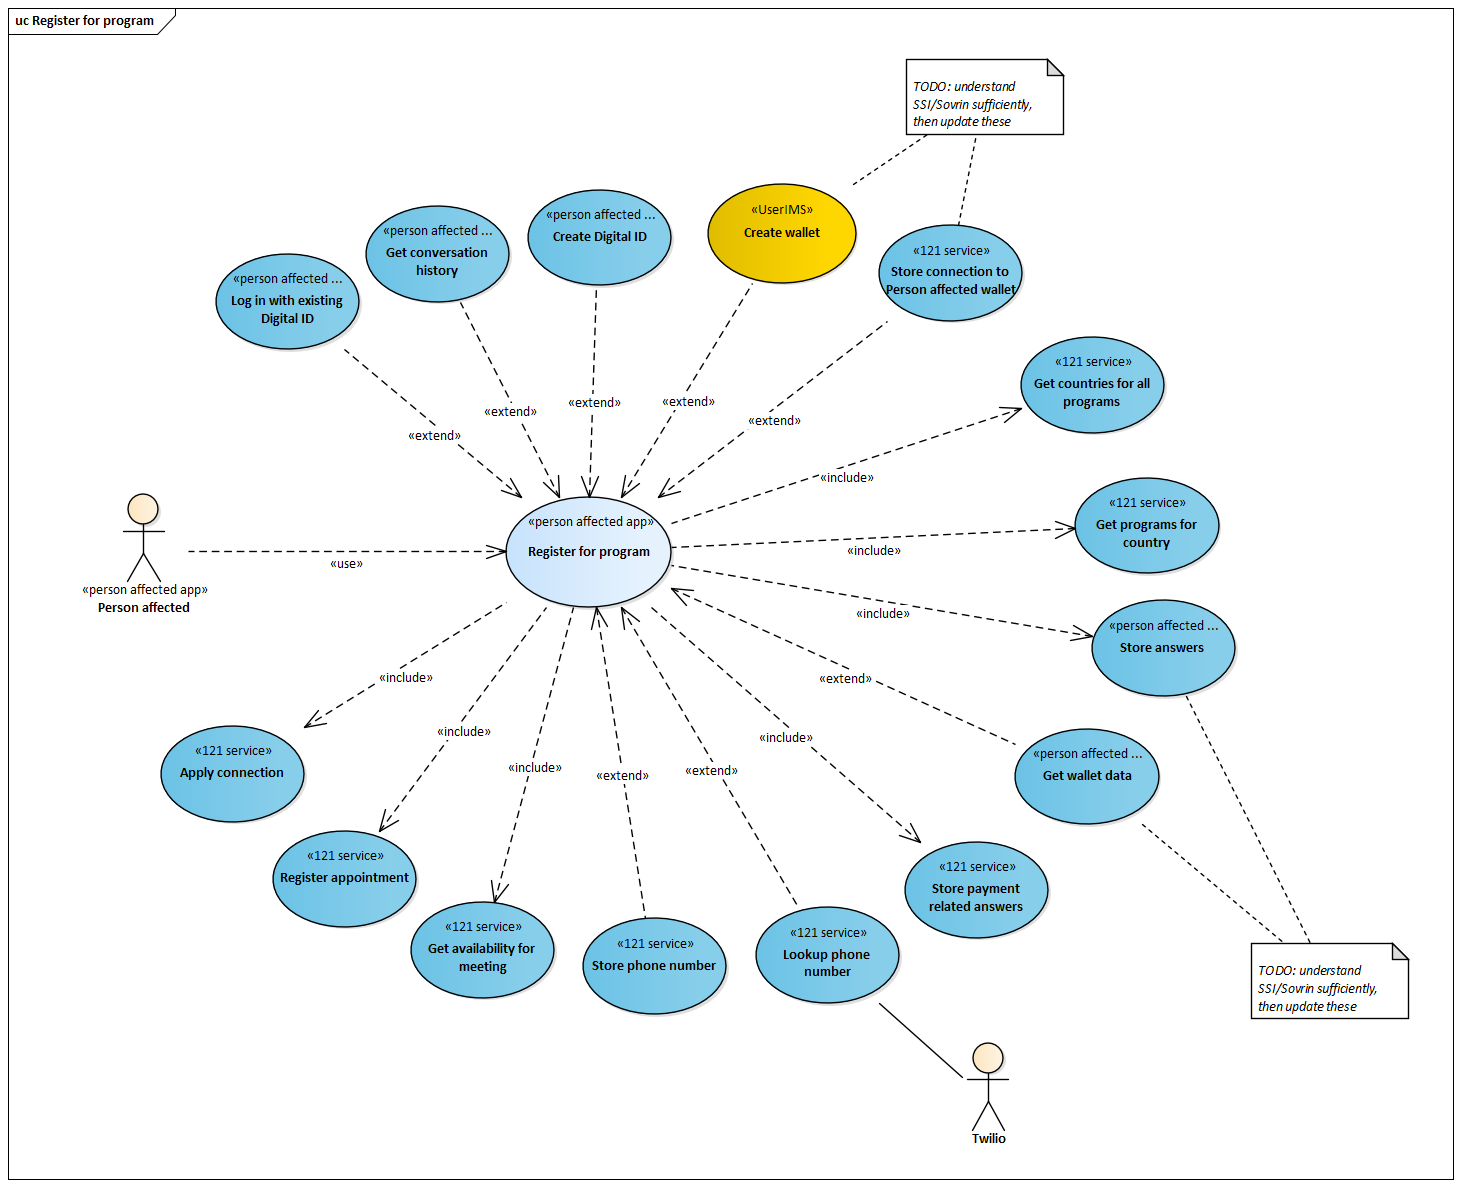 uc Register for program
TODO: understand
SSI/Sovrin sufficiently,
then update these
«person affected ...
Create Digital ID
«UserIMS»
Create wallet
«person affected ...
Get conversation
history
«121 service»
Store connection to
Person affected wallet
«person affected ...
Log in with existing
Digital ID
«121 service»
Get countries for all
programs
«extend»
«extend»
«extend»
«extend»
«extend»
«include»
«121 service»
Get programs for
country
«person affected app»
Register for program
«include»
«use»
«person affected app»
Person affected
«include»
«person affected ...
Store answers
«include»
«extend»
«include»
«include»
«include»
«extend»
«extend»
«121 service»
Apply connection
«person affected ...
Get wallet data
«121 service»
Register appointment
«121 service»
Store payment
related answers
«121 service»
Get availability for
meeting
«121 service»
Store phone number
«121 service»
Lookup phone
number
TODO: understand
SSI/Sovrin sufficiently,
then update these
Twilio